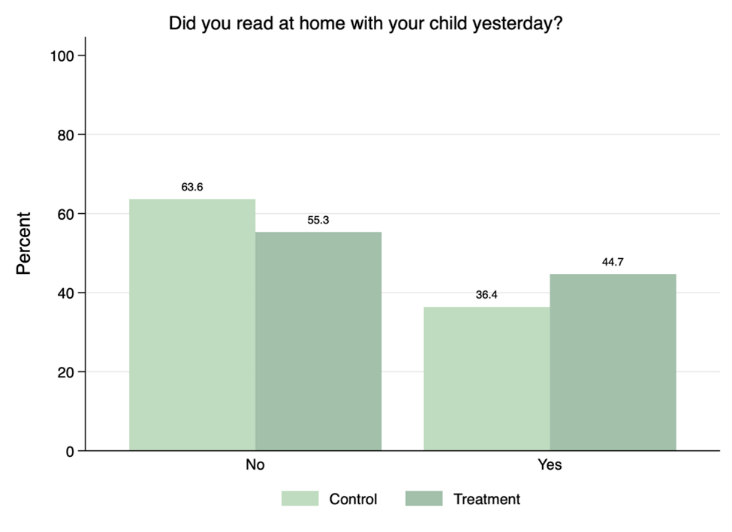 Did you read at home with your child yesterday?
100
80
60
40
20
0
Percent
63.6
55.3
36.4
44.7
No
Yes
Control
Treatment